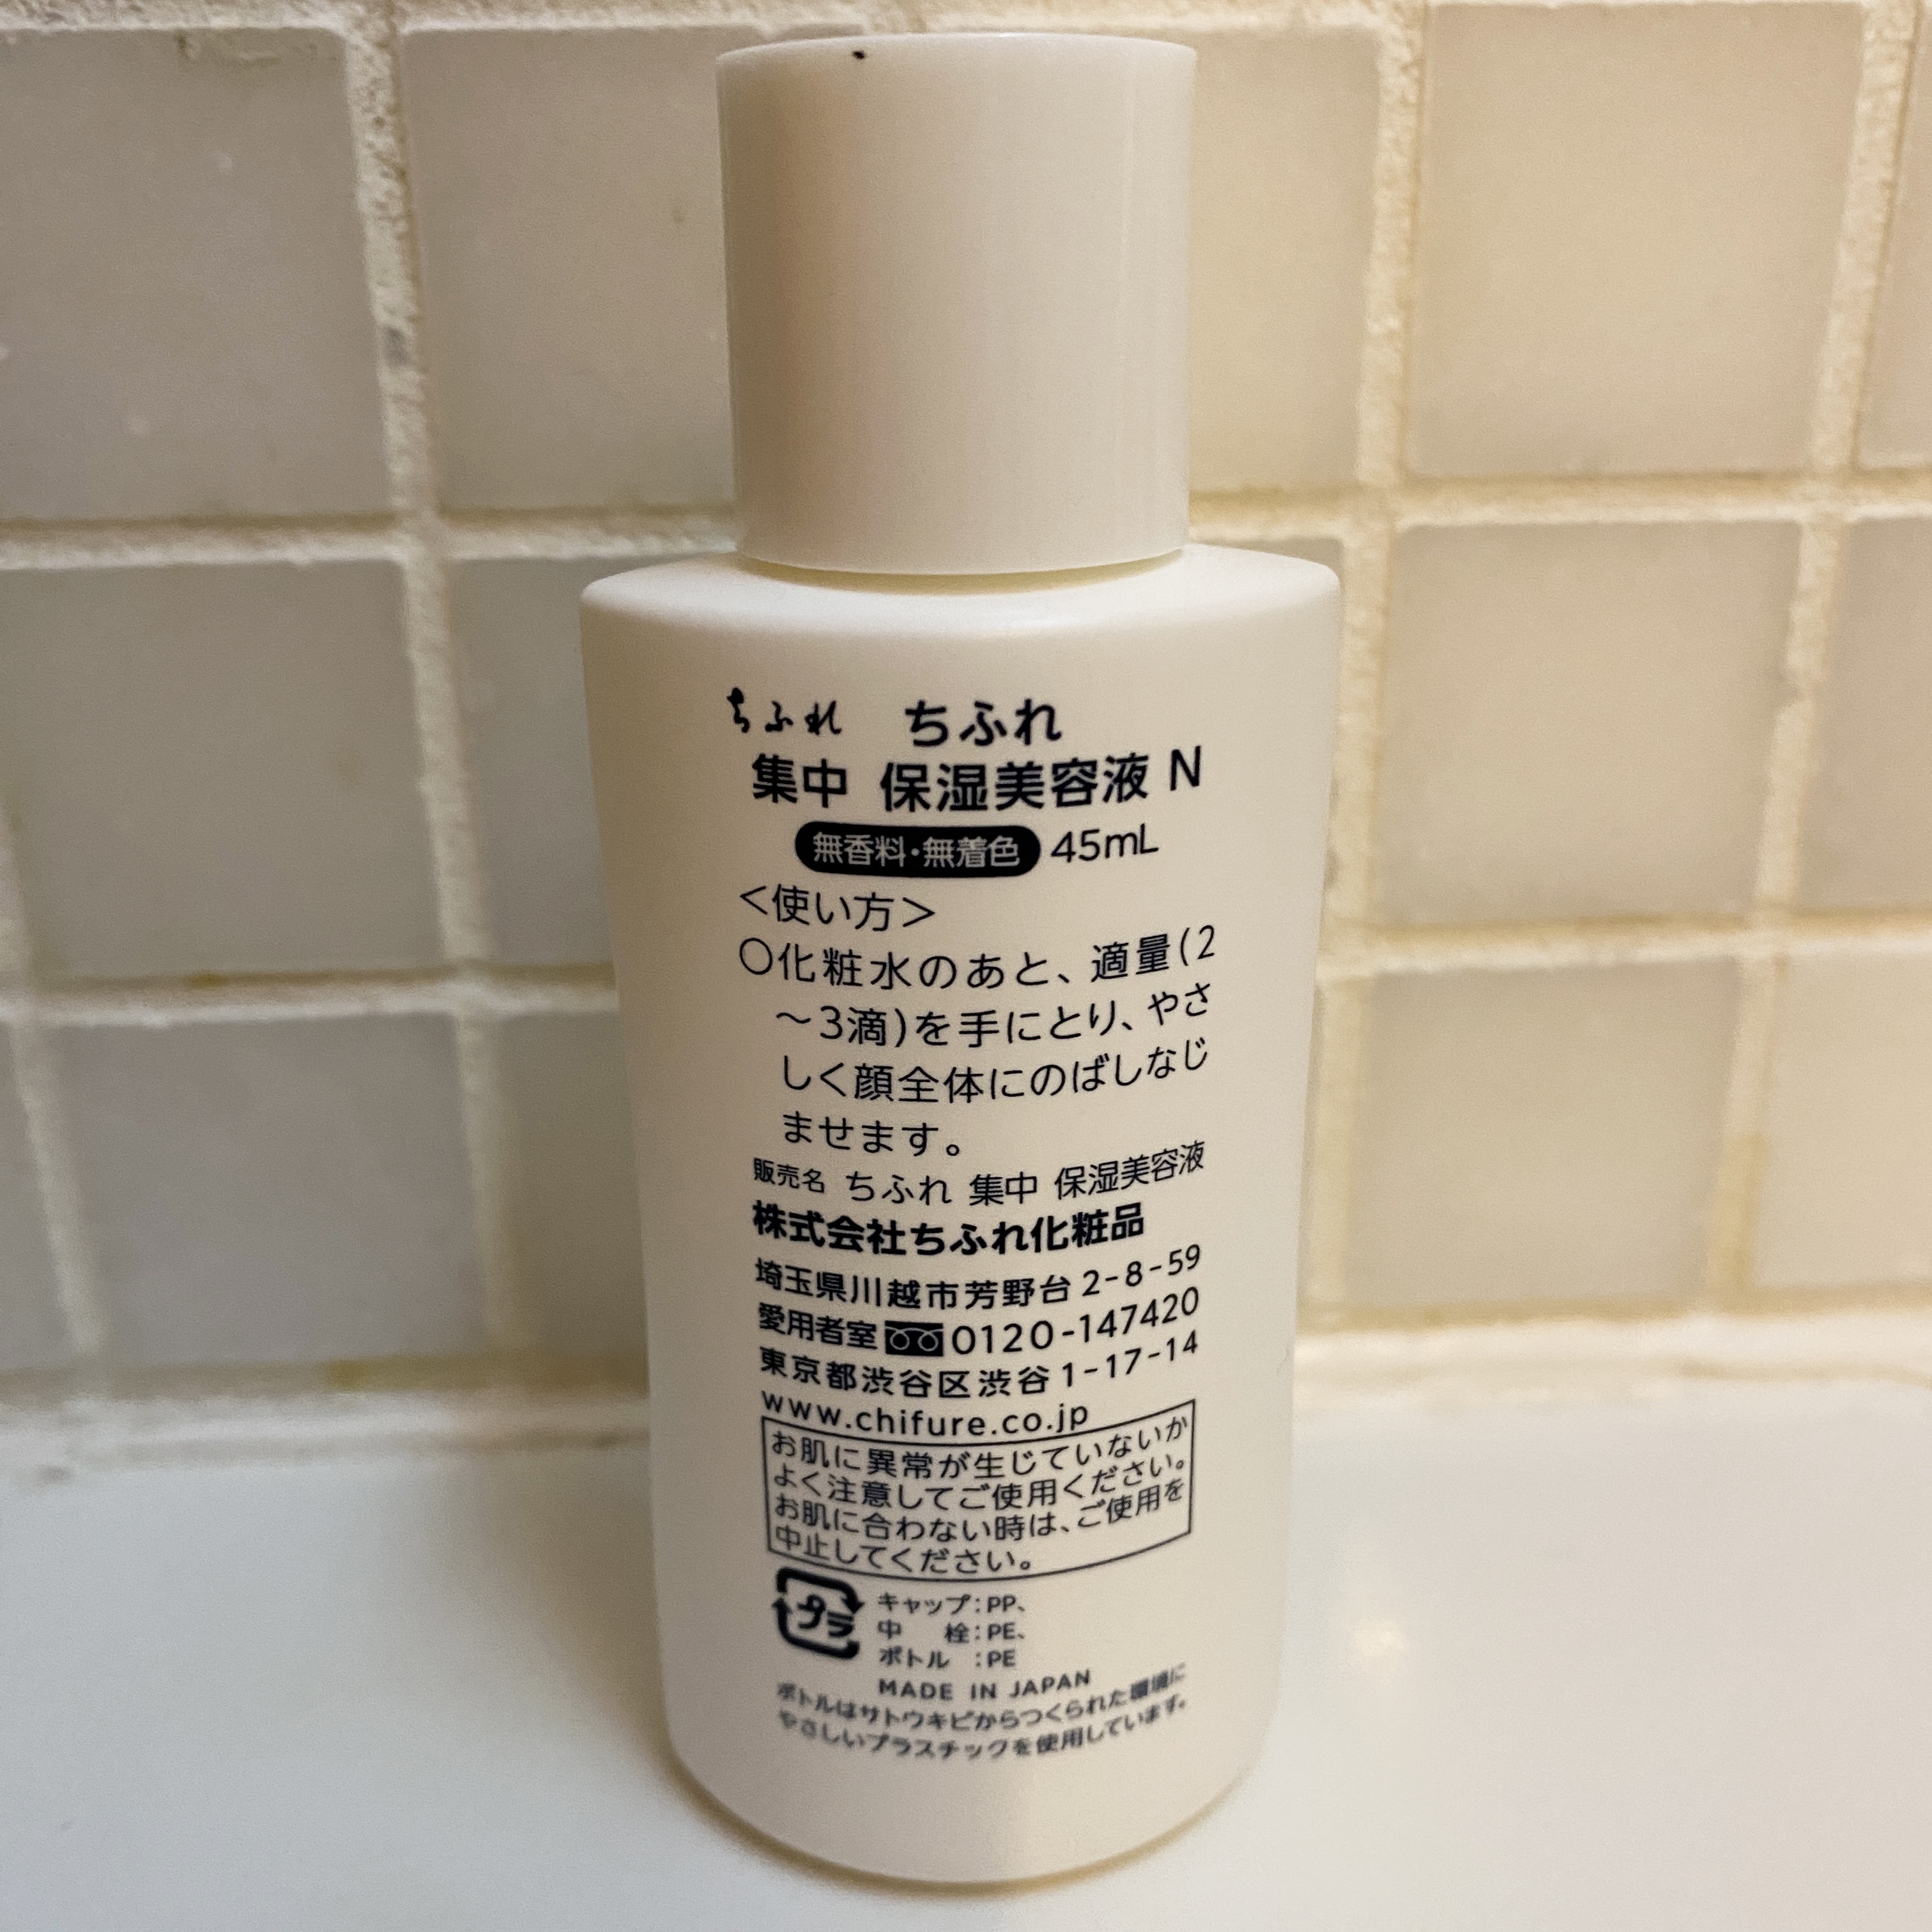 ちふれ ちふれ
集中 保湿美容液 N
無香料・無着色 45mL
<使い方>
○化粧水のあと、適量(2
～3滴)を手にとり、やさ
しく顔全体にのばしなじ
ませます。
販売名 ちふれ 集中 保湿美容液
株式会社ちふれ化粧品
埼玉県川越市芳野台2-8-59
愛用者室 0120-147420
東京都渋谷区渋谷1-17-14
www.chifure.co.jp
お肌に異常が生じていないか
よく注意してご使用ください。
お肌に合わない時は、ご使用を
中止してください。
プラ
キャップ:PP、
中 栓:PE、
ボトル :PE
MADE IN JAPAN
ボトルはサトウキビからつくられた環境に
やさしいプラスチックを使用しています。